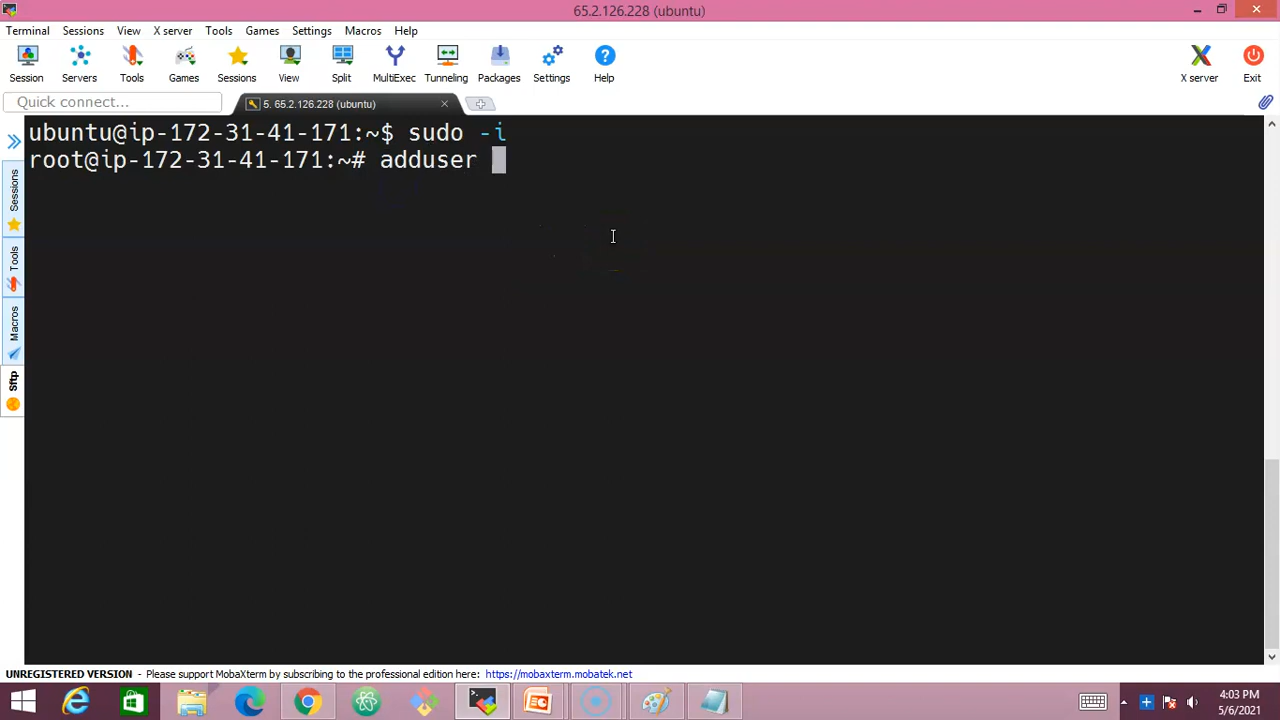 65.2.126.228 (ubuntu)
Terminal Sessions View X server Tools Games Settings Macros Help
Session Servers Tools Games Sessions View Split MultiExec Tunneling Packages Settings Help X server Exit
Quick connect...
5. 65.2.126.228 (ubuntu)
ubuntu@ip-172-31-41-171:~$ sudo -i
root@ip-172-31-41-171:~# adduser
Sessions
Tools
Macros
Sftp
UNREGISTERED VERSION - Please support MobaXterm by subscribing to the professional edition here: https://mobaxterm.mobatek.net
4:03 PM
5/6/2021